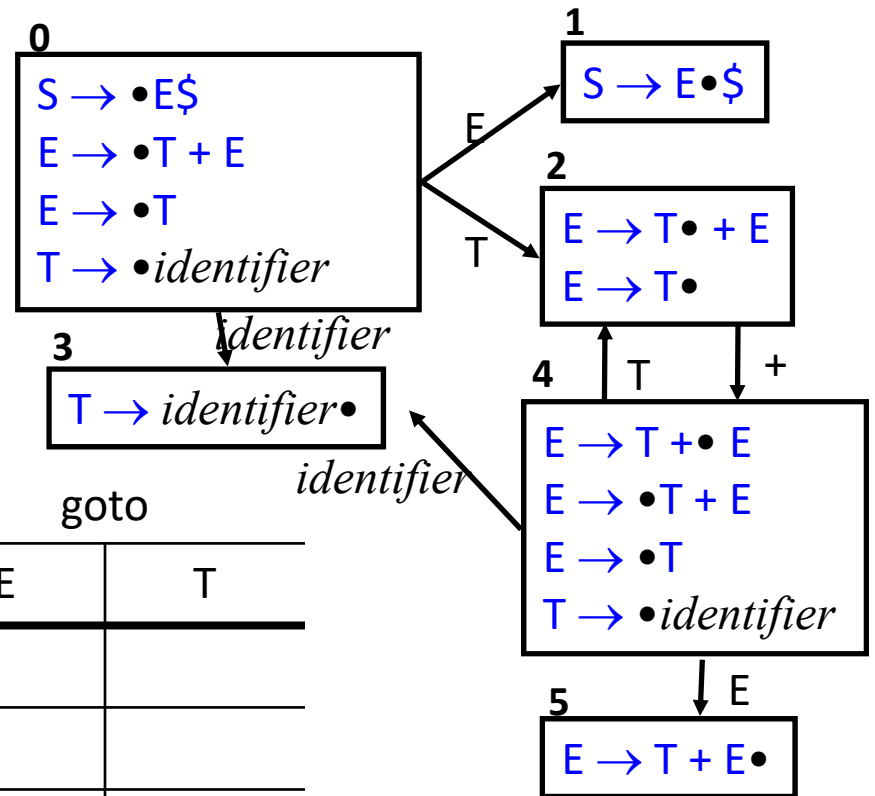 0
S → •E$
E → •T + E
E → •T
T → •identifier
E
T
1
S → E•$
2
E → T• + E
E → T•
identifier
3
T → identifier•
T
+
4
E → T +• E
E → •T + E
E → •T
T → •identifier
identifier
E
5
E → T + E•
goto
E T